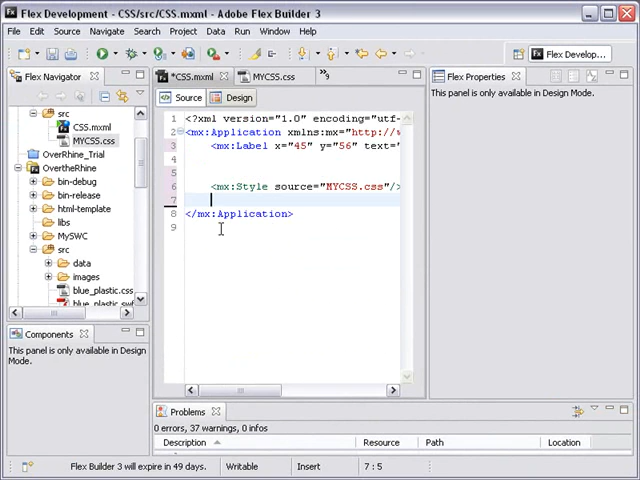 Flex Development - CSS/src/CSS.mxml - Adobe Flex Builder 3
File Edit Source Navigate Search Project Data Run Window Help
Flex Develop...
Flex Navigator
*CSS.mxml
MYCSS.css
»9
Flex Properties
Source
Design
This panel is only available in Design Mode.
src
CSS.mxml
MYCSS.css
OverRhine_Trial
OvertheRhine
bin-debug
bin-release
html-template
libs
MySWC
src
data
images
blue_plastic.css
blue_plastic.swf
1 <?xml version="1.0" encoding="utf-
2 <mx:Application xmlns:mx="http://w
3 <mx:Label x="45" y="56" text="
4
5
6 <mx:Style source="MYCSS.css"/>
7
8 </mx:Application>
9
Components
This panel is only available in Design
Mode.
Problems
0 errors, 37 warnings, 0 infos
Description Resource Path Location
Flex Builder 3 will expire in 49 days. Writable Insert 7 : 5